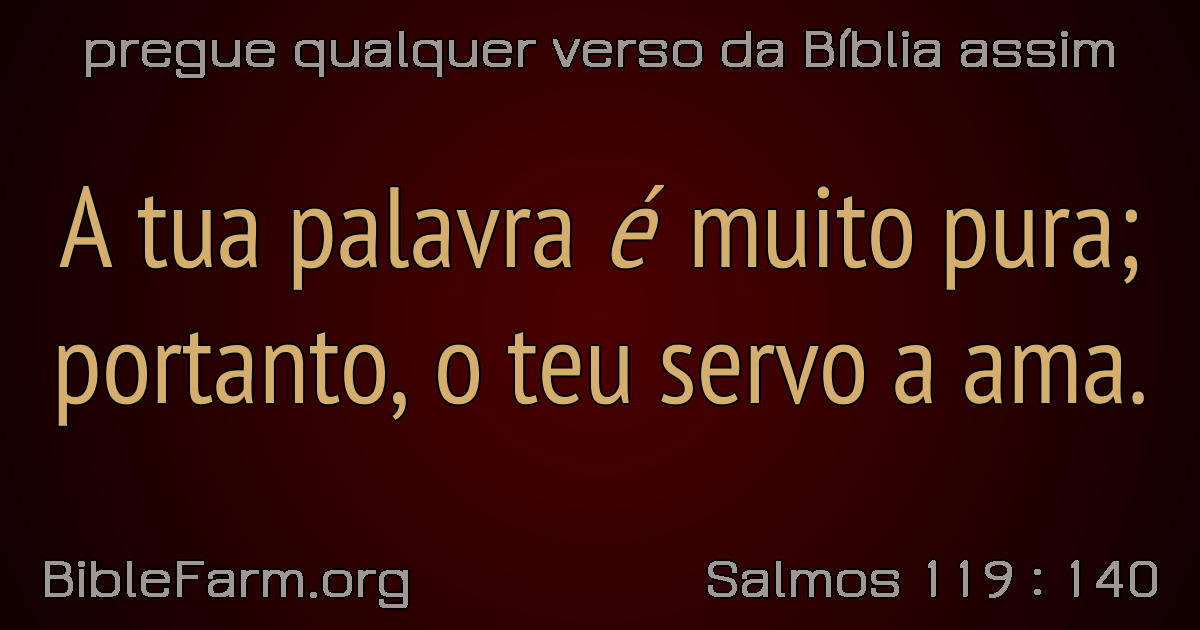 pregue qualquer verso da Bíblia assim
A tua palavra é muito pura;
portanto, o teu servo a ama.
BibleFarm.org
Salmos 119 : 140